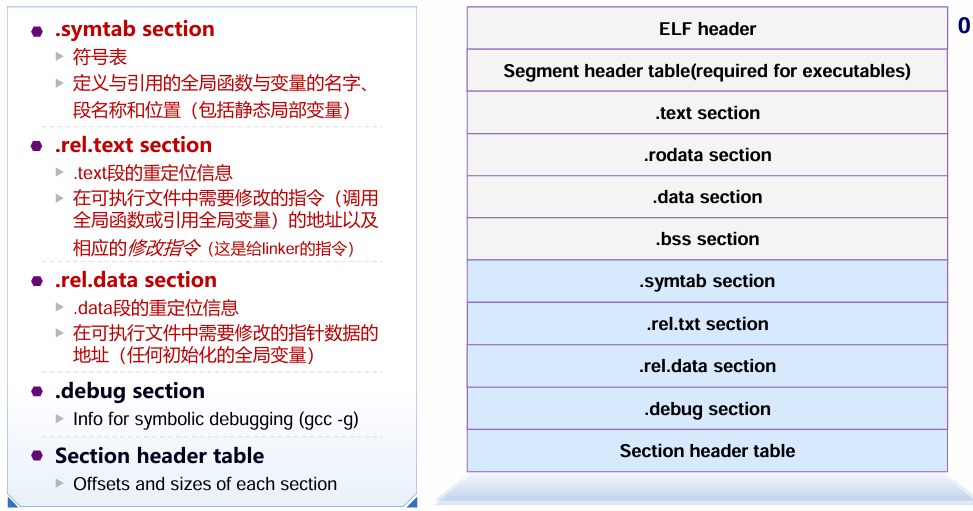 .symtab section
符号表
定义与引用的全局函数与变量的名字、
段名称和位置（包括静态局部变量）
.rel.text section
.text段的重定位信息
在可执行文件中需要修改的指令（调用
全局函数或引用全局变量）的地址以及
相应的修改指令（这是给linker的指令）
.rel.data section
.data段的重定位信息
在可执行文件中需要修改的指针数据的
地址（任何初始化的全局变量）
.debug section
Info for symbolic debugging (gcc -g)
Section header table
Offsets and sizes of each section
ELF header
0
Segment header table(required for executables)
.text section
.rodata section
.data section
.bss section
.symtab section
.rel.txt section
.rel.data section
.debug section
Section header table